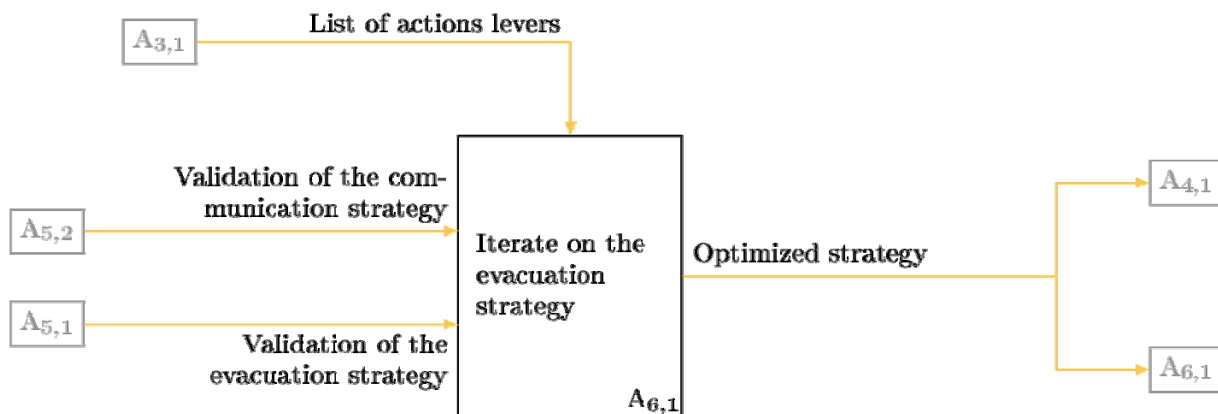 List of actions levers
A3,1
Validation of the com-
munication strategy
A5,2
Iterate on the
evacuation
strategy
Optimized strategy
A4,1
A5,1
Validation of the
evacuation strategy
A6,1
A6,1